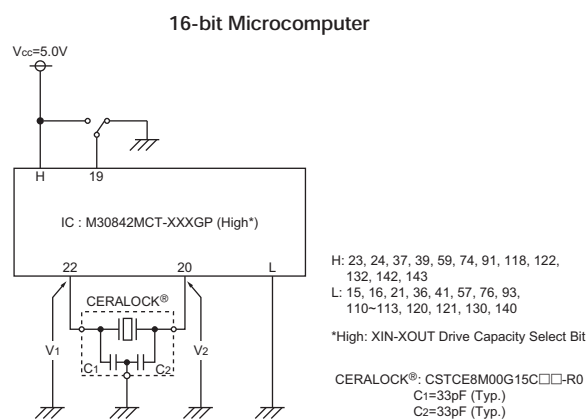 16-bit Microcomputer
Vcc=5.0V
H
19
IC : M30842MCT-XXXGP (High*)
22
20
L
CERALOCK®
V1
C1
C2
V2
H: 23, 24, 37, 39, 59, 74, 91, 118, 122,
132, 142, 143
L: 15, 16, 21, 36, 41, 57, 76, 93,
110~113, 120, 121, 130, 140
*High: XIN-XOUT Drive Capacity Select Bit
CERALOCK®: CSTCE8M00G15C□□-R0
C1=33pF (Typ.)
C2=33pF (Typ.)